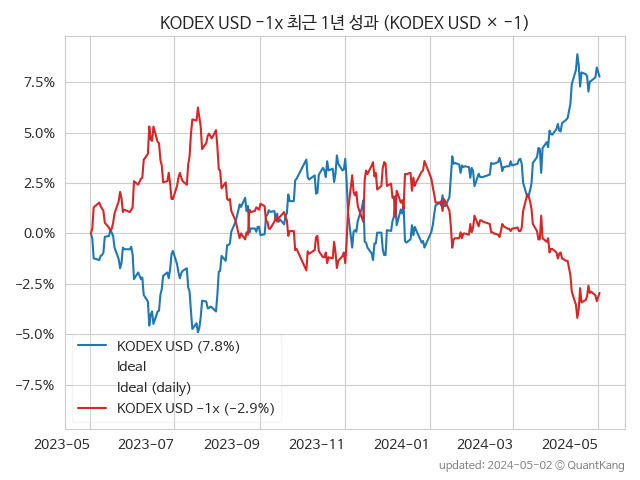 KODEX USD −1x 최근 1년 성과 (KODEX USD × −1)
7.5%
5.0%
2.5%
0.0%
−2.5%
−5.0%
−7.5%
KODEX USD (7.8%)
Ideal
Ideal (daily)
KODEX USD −1x (−2.9%)
2023−05 2023−07 2023−09 2023−11 2024−01 2024−03 2024−05
updated: 2024−05−02 © QuantKang